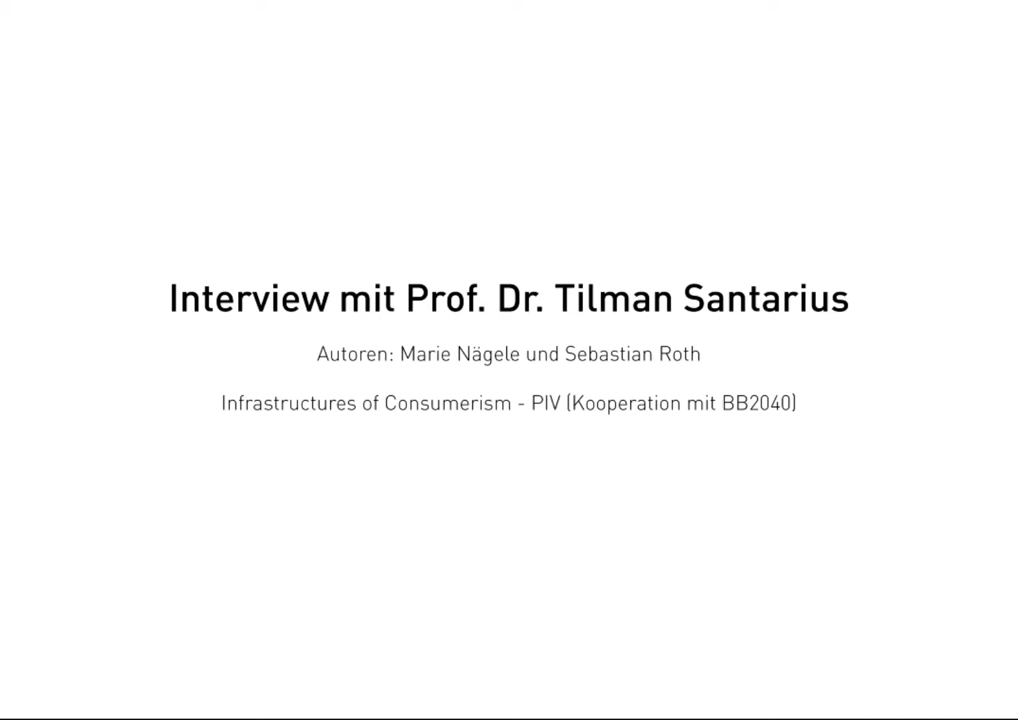 Interview mit Prof. Dr. Tilman Santarius
Autoren: Marie Nägele und Sebastian Roth
Infrastructures of Consumerism - PIV (Kooperation mit BB2040)